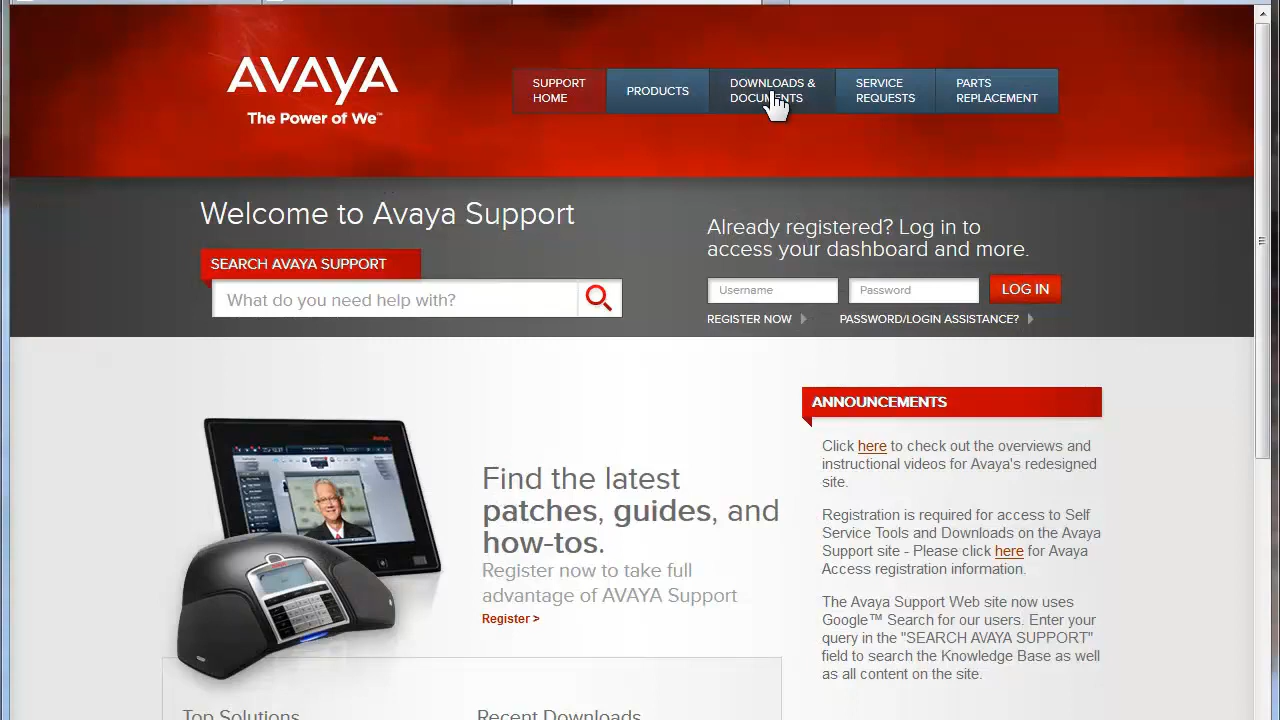 AVAYA
The Power of We™
SUPPORT
HOME
PRODUCTS
DOWNLOADS &
DOCUMENTS
SERVICE
REQUESTS
PARTS
REPLACEMENT
Welcome to Avaya Support
SEARCH AVAYA SUPPORT
What do you need help with?
Already registered? Log in to
access your dashboard and more.
Username
Password
LOG IN
REGISTER NOW
PASSWORD/LOGIN ASSISTANCE?
Find the latest
patches, guides, and
how-tos.
Register now to take full
advantage of AVAYA Support
Register >
ANNOUNCEMENTS
Click here to check out the overviews and
instructional videos for Avaya's redesigned
site.
Registration is required for access to Self
Service Tools and Downloads on the Avaya
Support site - Please click here for Avaya
Access registration information.
The Avaya Support Web site now uses
Google™ Search for our users. Enter your
query in the "SEARCH AVAYA SUPPORT"
field to search the Knowledge Base as well
as all content on the site.
Top Solutions
Recent Downloads